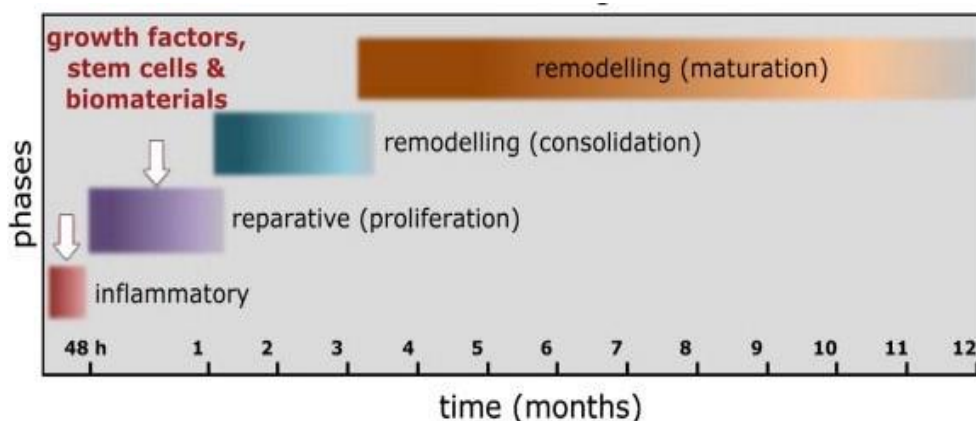 growth factors,
stem cells &
biomaterials
remodelling (maturation)
remodelling (consolidation)
reparative (proliferation)
inflammatory
phases
48 h 1 2 3 4 5 6 7 8 9 10 11 12
time (months)